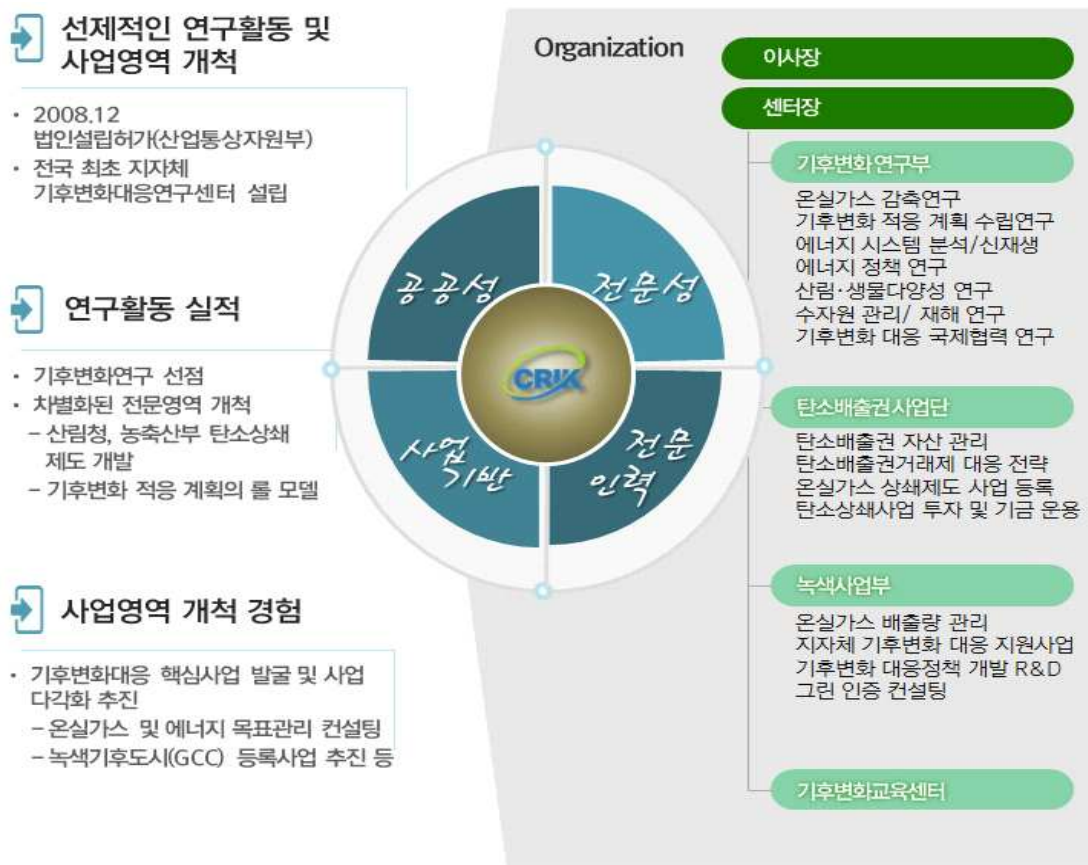 선제적인 연구활동 및
사업영역 개척
• 2008.12
법인설립허가(산업통상자원부)
• 전국 최초 지자체
기후변화대응연구센터 설립
연구활동 실적
• 기후변화연구 선점
• 차별화된 전문영역 개척
– 산림청, 농축산부 탄소상쇄
제도 개발
– 기후변화 적응 계획의 롤 모델
사업영역 개척 경험
• 기후변화대응 핵심사업 발굴 및 사업
다각화 추진
– 온실가스 및 에너지 목표관리 컨설팅
– 녹색기후도시(GCC) 등록사업 추진 등
공공성
전문성
CRIK
사업
기반
전문
인력
Organization
이사장
센터장
기후변화연구부
온실가스 감축연구
기후변화 적응 계획 수립연구
에너지 시스템 분석/신재생
에너지 정책 연구
산림·생물다양성 연구
수자원 관리/ 재해 연구
기후변화 대응 국제협력 연구
탄소배출권사업단
탄소배출권 자산 관리
탄소배출권거래제 대응 전략
온실가스 상쇄제도 사업 등록
탄소상쇄사업 투자 및 기금 운용
녹색사업부
온실가스 배출량 관리
지자체 기후변화 대응 지원사업
기후변화 대응정책 개발 R&D
그린 인증 컨설팅
기후변화교육센터